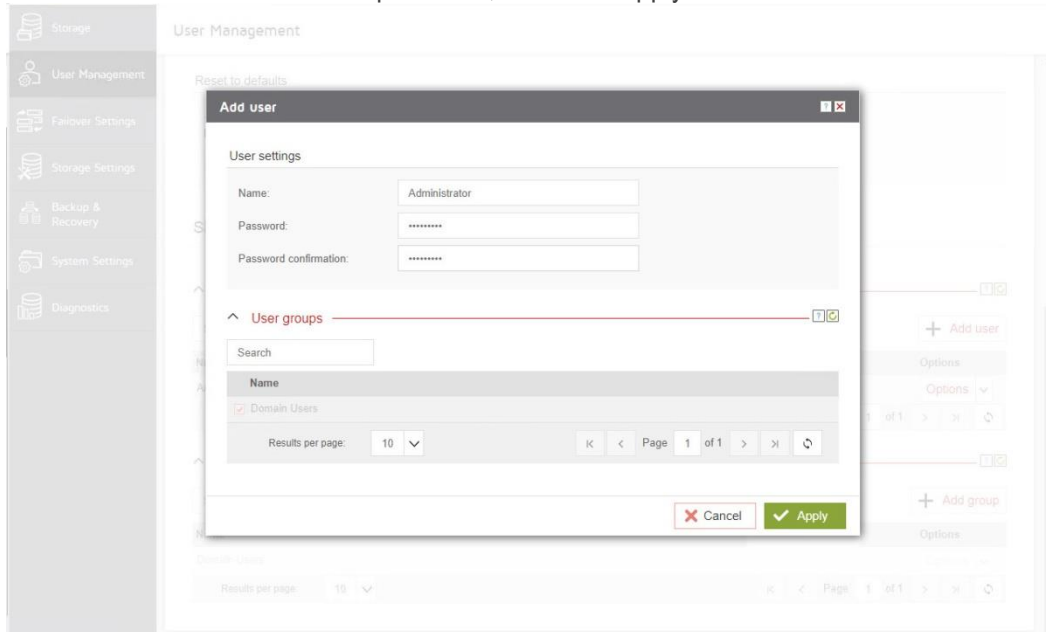 Storage
User Management
User Management
Reset to defaults
Failover Settings
Storage Settings
Backup &
Recovery
System Settings
Diagnostics
Add user
User settings
Name: Administrator
Password: •••••••••
Password confirmation: •••••••••
User groups
Search
Name
Domain Users
Results per page: 10 Page 1 of 1
Cancel Apply
Add user
Options
Options
1 of 1
Add group
Options
Domain Users
Results per page: 10 Page 1 of 1